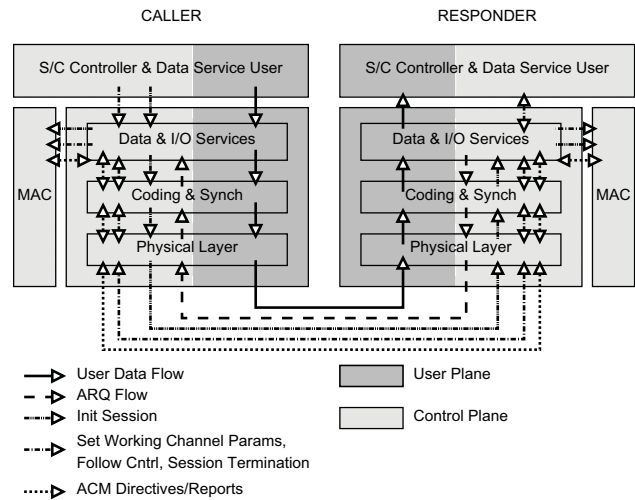 CALLER
RESPONDER
S/C Controller & Data Service User
S/C Controller & Data Service User
MAC
Data & I/O Services
Coding & Synch
Physical Layer
Data & I/O Services
Coding & Synch
Physical Layer
MAC
User Data Flow
ARQ Flow
Init Session
Set Working Channel Params,
Follow Cntrl, Session Termination
ACM Directives/Reports
User Plane
Control Plane